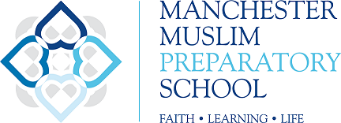 MANCHESTER
MUSLIM
PREPARATORY
SCHOOL
FAITH • LEARNING • LIFE